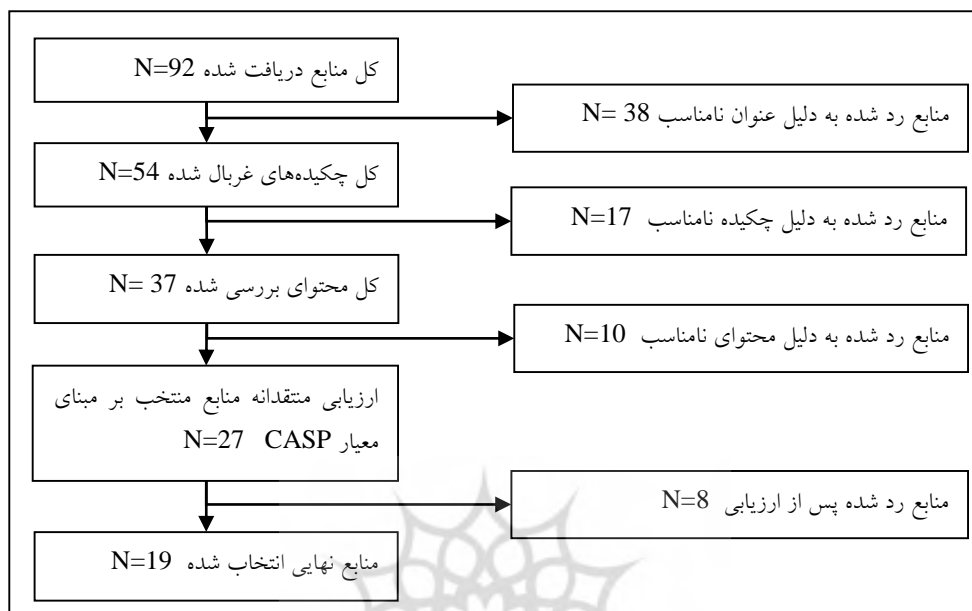 کل منابع دریافت شده N=92
منابع رد شده به دلیل عنوان نامناسب N= 38
کل چکیده‌های غربال شده N=54
منابع رد شده به دلیل چکیده نامناسب N=17
کل محتوای بررسی شده N= 37
منابع رد شده به دلیل محتوای نامناسب N=10
ارزیابی منتقدانه منابع منتخب بر مبنای
معیار CASP N=27
منابع رد شده پس از ارزیابی N=8
منابع نهایی انتخاب شده N=19